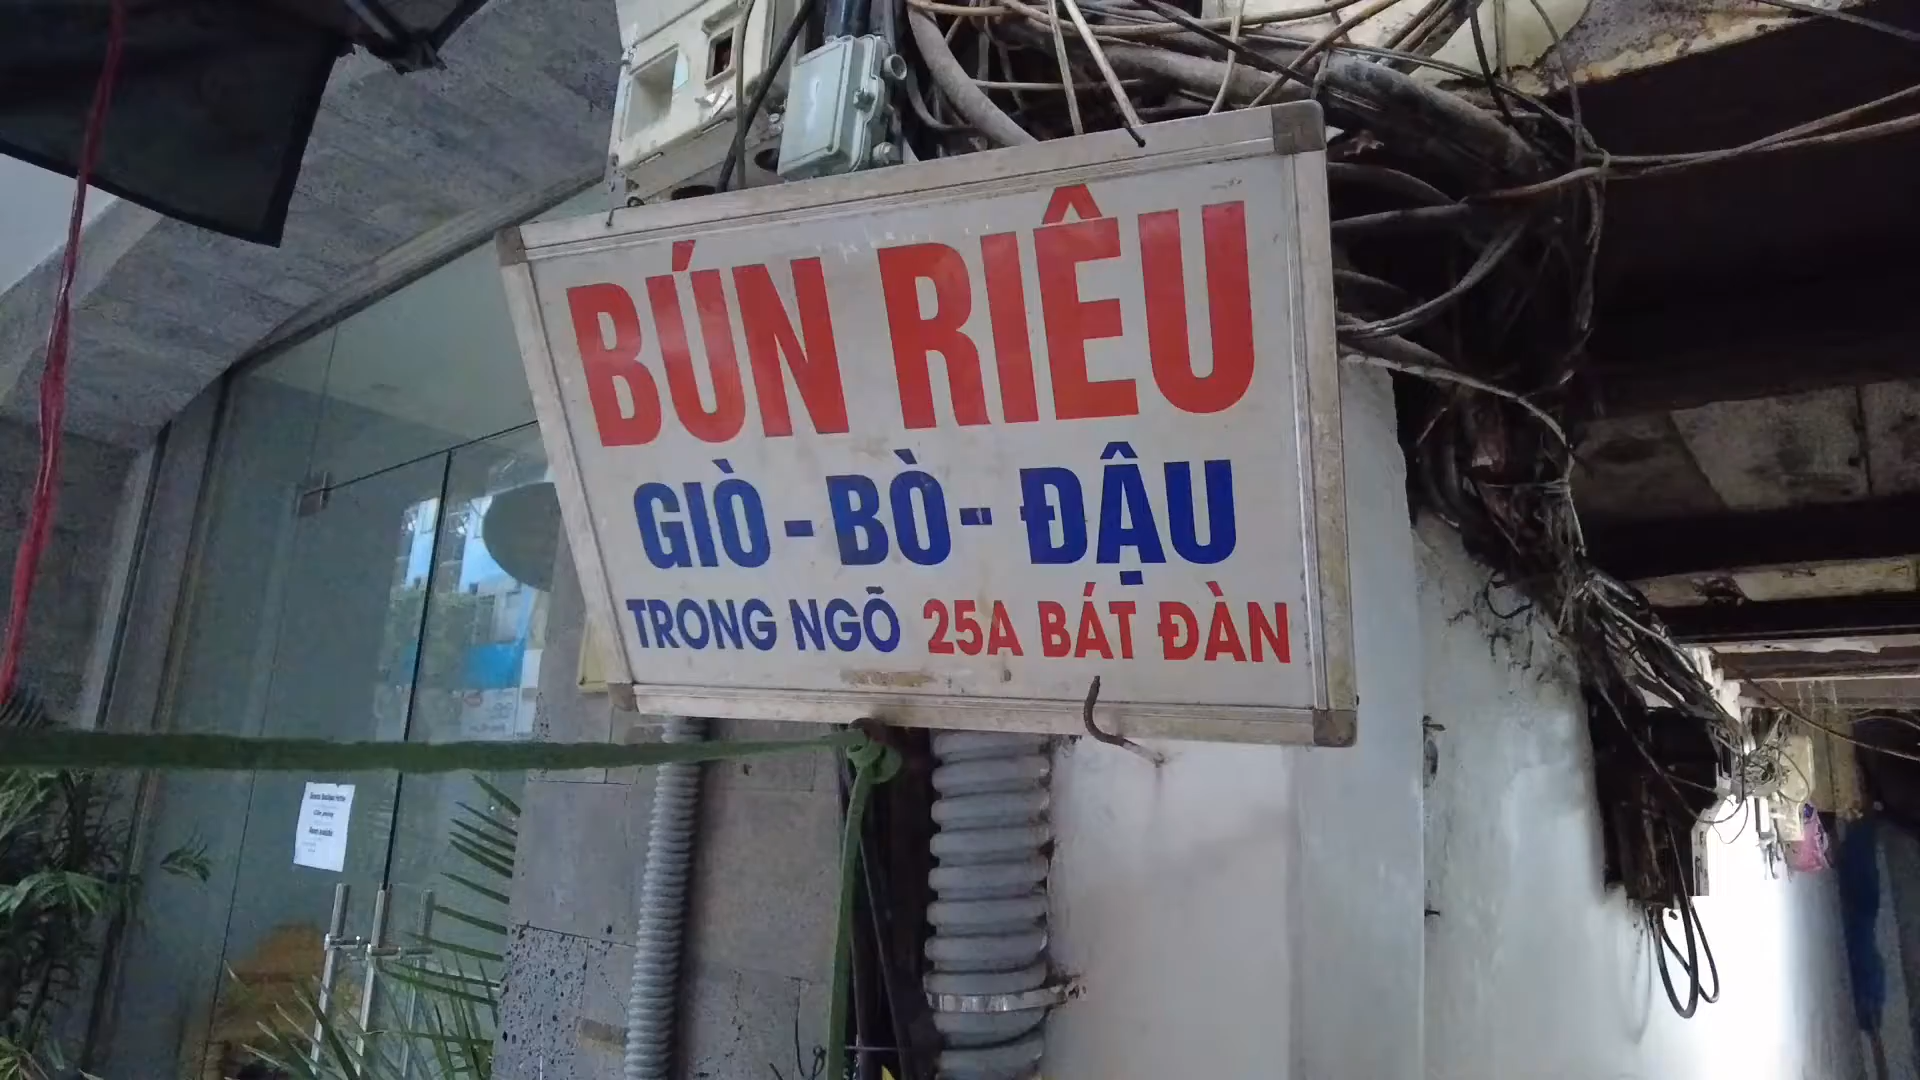 BÚN RIÊU
GIÒ - BÒ - ĐẬU
TRONG NGÕ 25A BÁT ĐÀN